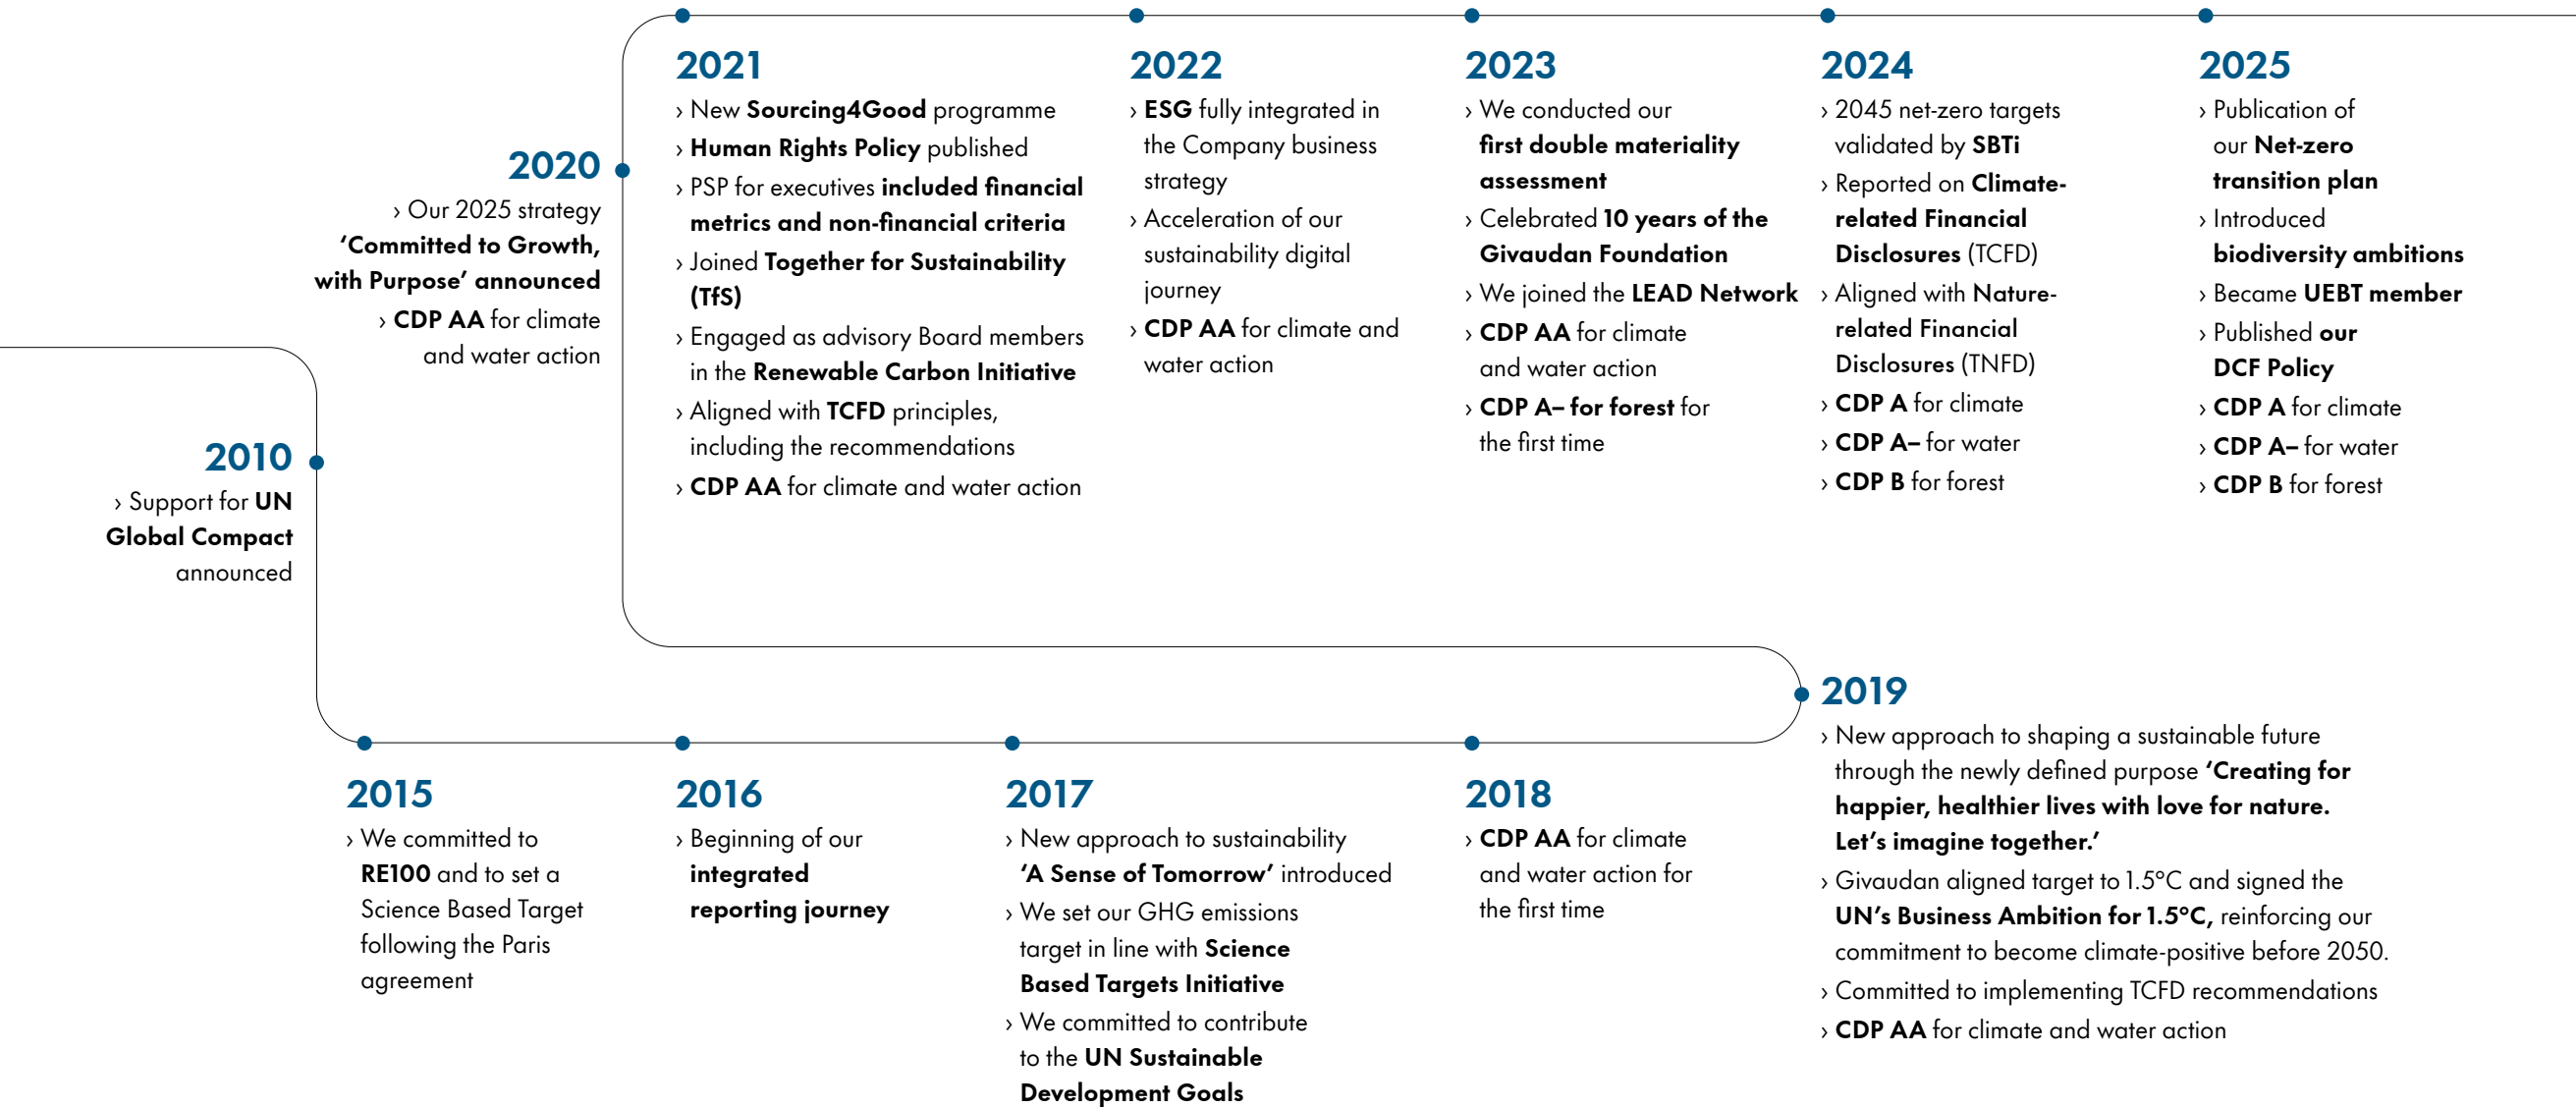 2010
› Support for UN
Global Compact
announced
2015
› We committed to
RE100 and to set a
Science Based Target
following the Paris
agreement
2016
› Beginning of our
integrated
reporting journey
2017
› New approach to sustainability
‘A Sense of Tomorrow’ introduced
› We set our GHG emissions
target in line with Science
Based Targets Initiative
› We committed to contribute
to the UN Sustainable
Development Goals
2018
› CDP AA for climate
and water action for
the first time
2019
› New approach to shaping a sustainable future
through the newly defined purpose ‘Creating for
happier, healthier lives with love for nature.
Let’s imagine together.’
› Givaudan aligned target to 1.5°C and signed the
UN’s Business Ambition for 1.5°C, reinforcing our
commitment to become climate-positive before 2050.
› Committed to implementing TCFD recommendations
› CDP AA for climate and water action
2020
› Our 2025 strategy
‘Committed to Growth,
with Purpose’ announced
› CDP AA for climate
and water action
2021
› New Sourcing4Good programme
› Human Rights Policy published
› PSP for executives included financial
metrics and non-financial criteria
› Joined Together for Sustainability
(TfS)
› Engaged as advisory Board members
in the Renewable Carbon Initiative
› Aligned with TCFD principles,
including the recommendations
› CDP AA for climate and water action
2022
› ESG fully integrated in
the Company business
strategy
› Acceleration of our
sustainability digital
journey
› CDP AA for climate and
water action
2023
› We conducted our
first double materiality
assessment
› Celebrated 10 years of the
Givaudan Foundation
› We joined the LEAD Network
› CDP AA for climate
and water action
› CDP A– for forest for
the first time
2024
› 2045 net-zero targets
validated by SBTi
› Reported on Climate-
related Financial
Disclosures (TCFD)
› Aligned with Nature-
related Financial
Disclosures (TNFD)
› CDP A for climate
› CDP A– for water
› CDP B for forest
2025
› Publication of
our Net-zero
transition plan
› Introduced
biodiversity ambitions
› Became UEBT member
› Published our
DCF Policy
› CDP A for climate
› CDP A– for water
› CDP B for forest